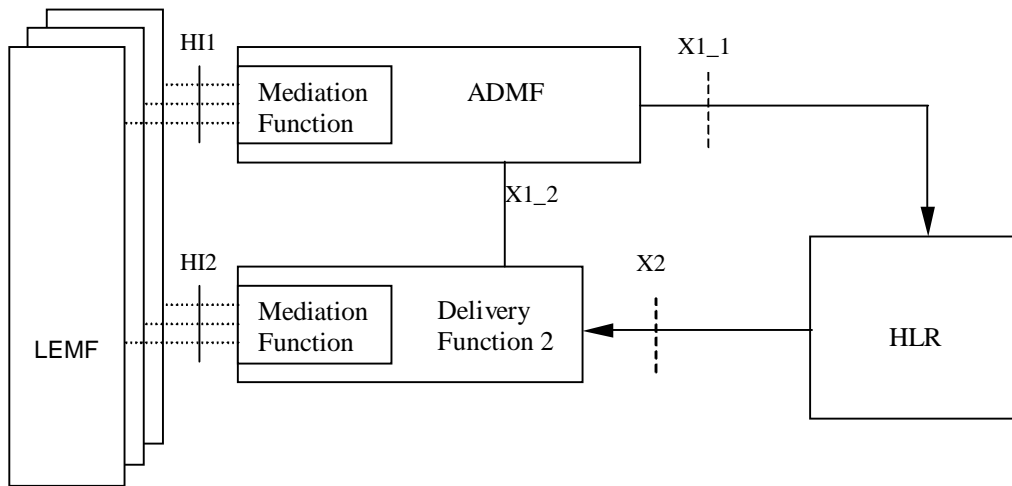 HI1
X1_1
Mediation
Function
ADMF
X1_2
HI2
X2
Mediation
Function
Delivery
Function 2
LEMF
HLR